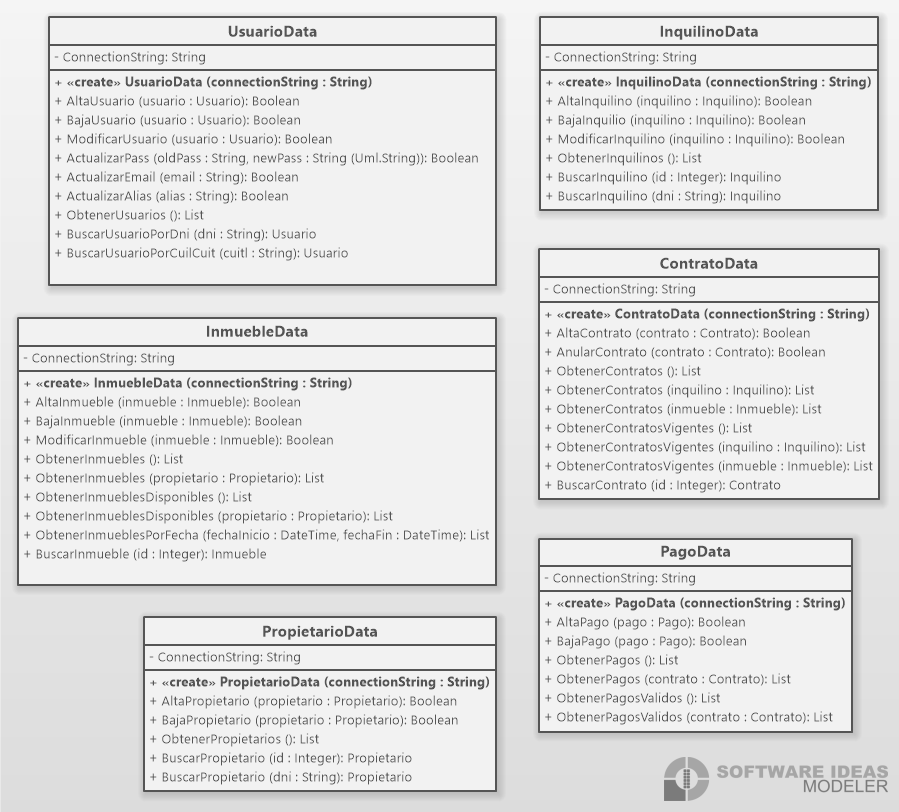 UsuarioData
- ConnectionString: String
+ «create» UsuarioData (connectionString : String)
+ AltaUsuario (usuario : Usuario): Boolean
+ BajaUsuario (usuario : Usuario): Boolean
+ ModificarUsuario (usuario : Usuario): Boolean
+ ActualizarPass (oldPass : String, newPass : String (Uml.String)): Boolean
+ ActualizarEmail (email : String): Boolean
+ ActualizarAlias (alias : String): Boolean
+ ObtenerUsuarios (): List
+ BuscarUsuarioPorDni (dni : String): Usuario
+ BuscarUsuarioPorCuilCuit (cuitl : String): Usuario
InmuebleData
- ConnectionString: String
+ «create» InmuebleData (connectionString : String)
+ AltaInmueble (inmueble : Inmueble): Boolean
+ BajaInmueble (inmueble : Inmueble): Boolean
+ ModificarInmueble (inmueble : Inmueble): Boolean
+ ObtenerInmuebles (): List
+ ObtenerInmuebles (propietario : Propietario): List
+ ObtenerInmueblesDisponibles (): List
+ ObtenerInmueblesDisponibles (propietario : Propietario): List
+ ObtenerInmueblesPorFecha (fechaInicio : DateTime, fechaFin : DateTime): List
+ BuscarInmueble (id : Integer): Inmueble
PropietarioData
- ConnectionString: String
+ «create» PropietarioData (connectionString : String)
+ AltaPropietario (propietario : Propietario): Boolean
+ BajaPropietario (propietario : Propietario): Boolean
+ ObtenerPropietarios (): List
+ BuscarPropietario (id : Integer): Propietario
+ BuscarPropietario (dni : String): Propietario
InquilinoData
- ConnectionString: String
+ «create» InquilinoData (connectionString : String)
+ AltaInquilino (inquilino : Inquilino): Boolean
+ BajaInquilio (inquilino : Inquilino): Boolean
+ ModificarInquilino (inquilino : Inquilino): Boolean
+ ObtenerInquilinos (): List
+ BuscarInquilino (id : Integer): Inquilino
+ BuscarInquilino (dni : String): Inquilino
ContratoData
- ConnectionString: String
+ «create» ContratoData (connectionString : String)
+ AltaContrato (contrato : Contrato): Boolean
+ AnularContrato (contrato : Contrato): Boolean
+ ObtenerContratos (): List
+ ObtenerContratos (inquilino : Inquilino): List
+ ObtenerContratos (inmueble : Inmueble): List
+ ObtenerContratosVigentes (): List
+ ObtenerContratosVigentes (inquilino : Inquilino): List
+ ObtenerContratosVigentes (inmueble : Inmueble): List
+ BuscarContrato (id : Integer): Contrato
PagoData
- ConnectionString: String
+ «create» PagoData (connectionString : String)
+ AltaPago (pago : Pago): Boolean
+ BajaPago (pago : Pago): Boolean
+ ObtenerPagos (): List
+ ObtenerPagos (contrato : Contrato): List
+ ObtenerPagosValidos (): List
+ ObtenerPagosValidos (contrato : Contrato): List
SOFTWARE IDEAS
MODELER